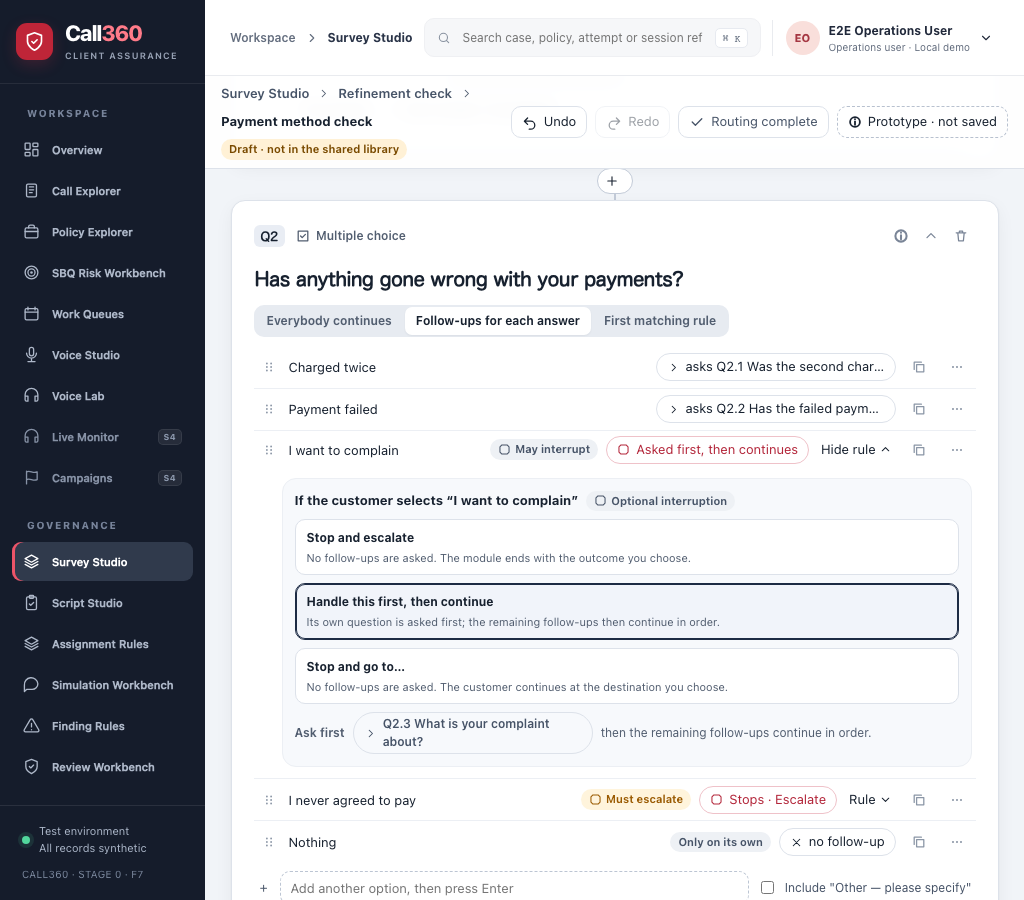 Call360
CLIENT ASSURANCE
WORKSPACE
Overview
Call Explorer
Policy Explorer
SBQ Risk Workbench
Work Queues
Voice Studio
Voice Lab
Live Monitor S4
Campaigns S4
GOVERNANCE
Survey Studio
Script Studio
Assignment Rules
Simulation Workbench
Finding Rules
Review Workbench
Test environment
All records synthetic
CALL360 · STAGE 0 · F7
Workspace > Survey Studio
Search case, policy, attempt or session ref ⌘ K
EO
E2E Operations User
Operations user · Local demo
Survey Studio > Refinement check >
Payment method check
Draft · not in the shared library
Undo
Redo
Routing complete
Prototype · not saved
+
Q2 Multiple choice
Has anything gone wrong with your payments?
Everybody continues Follow-ups for each answer First matching rule
Charged twice > asks Q2.1 Was the second char...
Payment failed > asks Q2.2 Has the failed paym...
I want to complain May interrupt Asked first, then continues Hide rule
If the customer selects “I want to complain” Optional interruption
Stop and escalate
No follow-ups are asked. The module ends with the outcome you choose.
Handle this first, then continue
Its own question is asked first; the remaining follow-ups then continue in order.
Stop and go to...
No follow-ups are asked. The customer continues at the destination you choose.
Ask first > Q2.3 What is your complaint
about?
then the remaining follow-ups continue in order.
I never agreed to pay Must escalate Stops · Escalate Rule
Nothing Only on its own × no follow-up
+ Add another option, then press Enter Include "Other — please specify"